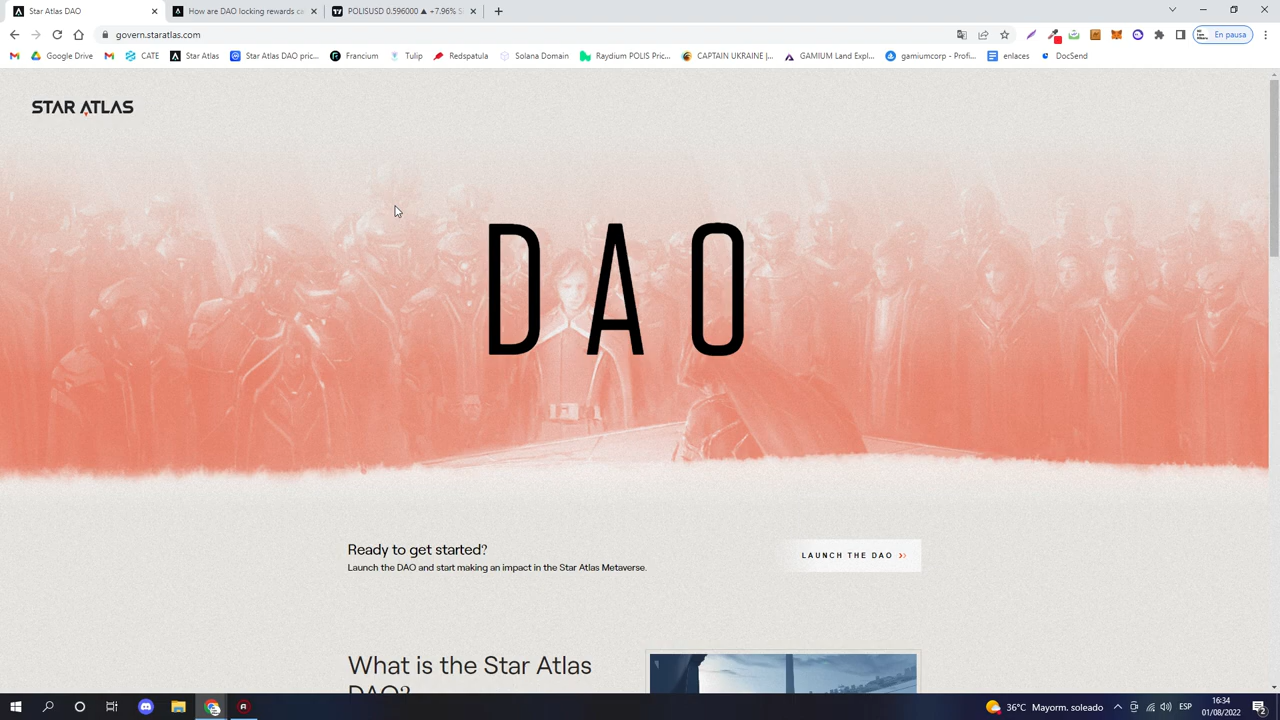 Star Atlas DAO
How are DAO locking rewards ca
POLISUSD 0.596000 ▲ +7.96% S
govern.staratlas.com
En pausa
Google Drive
CATE
Star Atlas
Star Atlas DAO pric...
Francium
Tulip
Redspatula
Solana Domain
Raydium POLIS Pric...
CAPTAIN UKRAINE |...
GAMIUM Land Expl...
gamiumcorp - Profi...
enlaces
DocSend
STAR ATLAS
DAO
Ready to get started?
Launch the DAO and start making an impact in the Star Atlas Metaverse.
LAUNCH THE DAO
What is the Star Atlas
DAO?
36°C Mayorm. soleado
ESP
16:34
01/08/2022